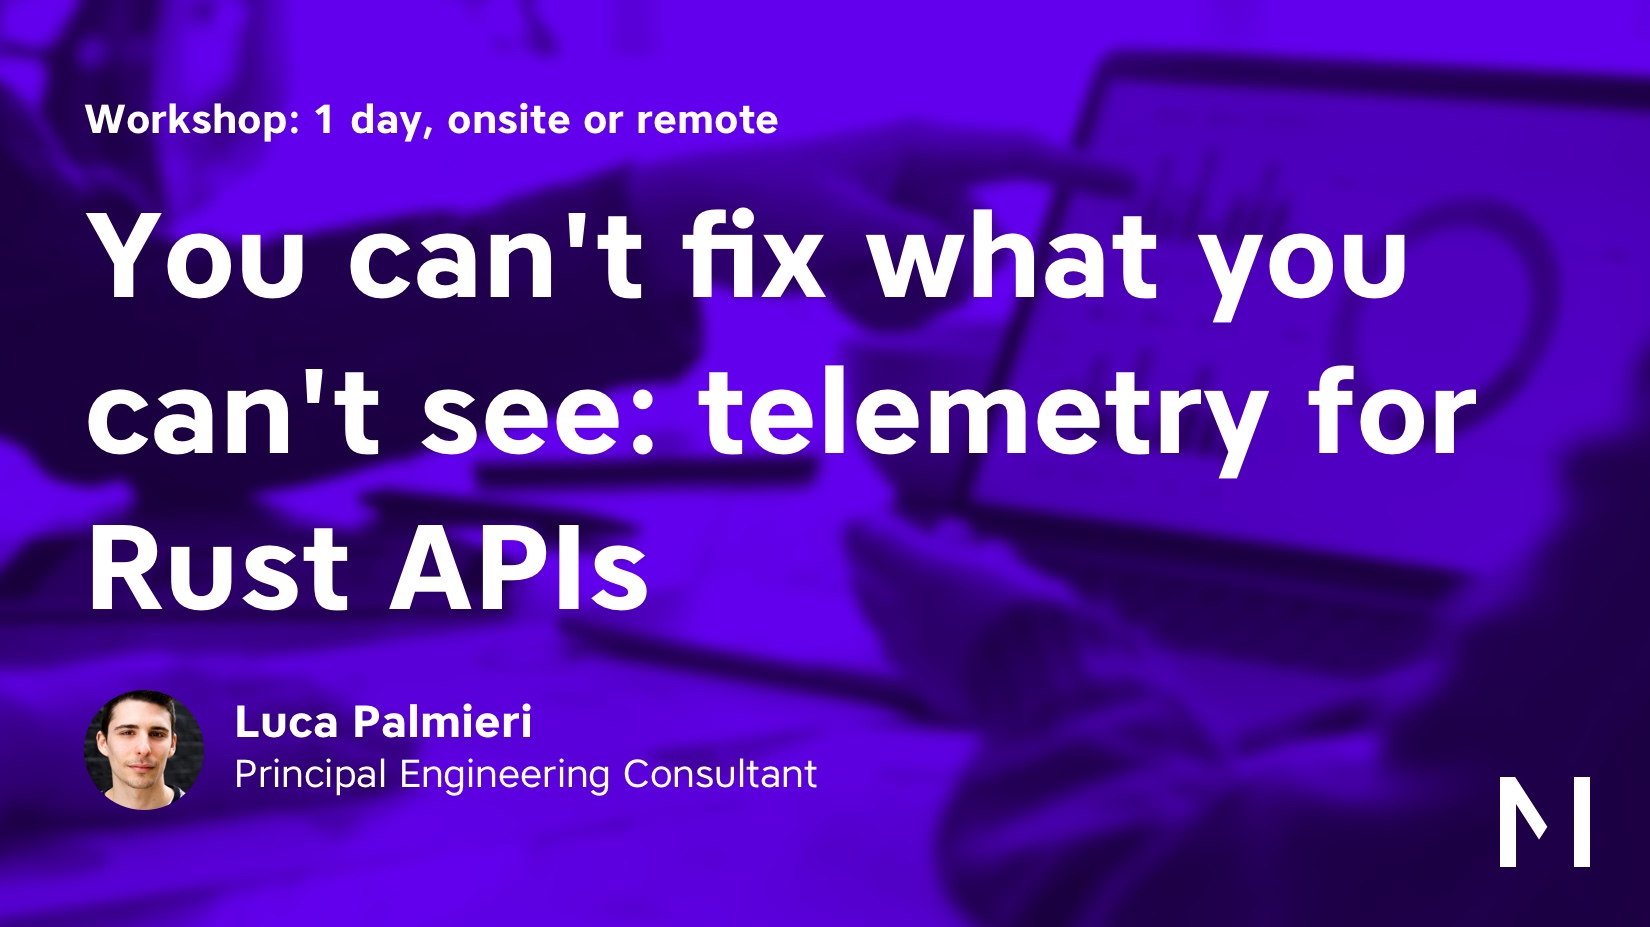 Workshop: 1 day, onsite or remote
You can't fix what you
can't see: telemetry for
Rust APIs
Luca Palmieri
Principal Engineering Consultant